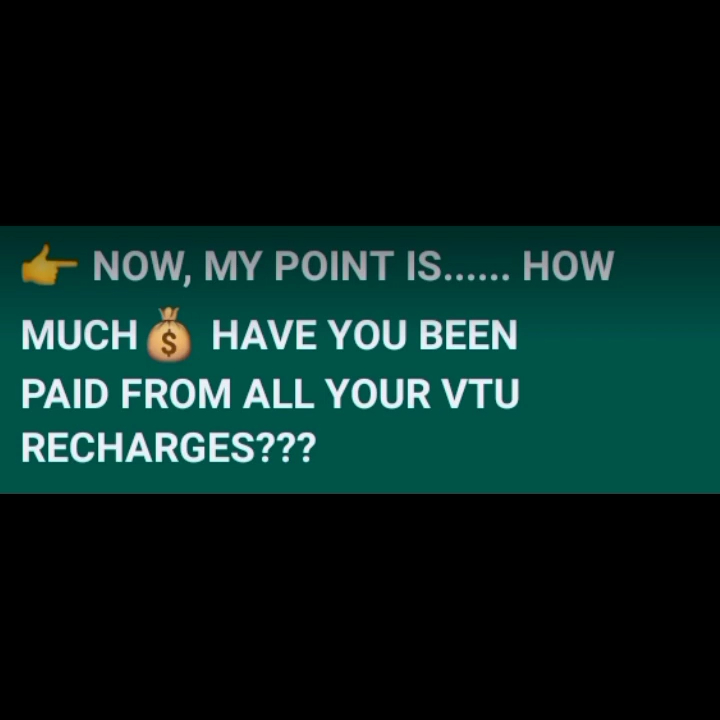 👉 NOW, MY POINT IS...... HOW
MUCH💰 HAVE YOU BEEN
PAID FROM ALL YOUR VTU
RECHARGES???